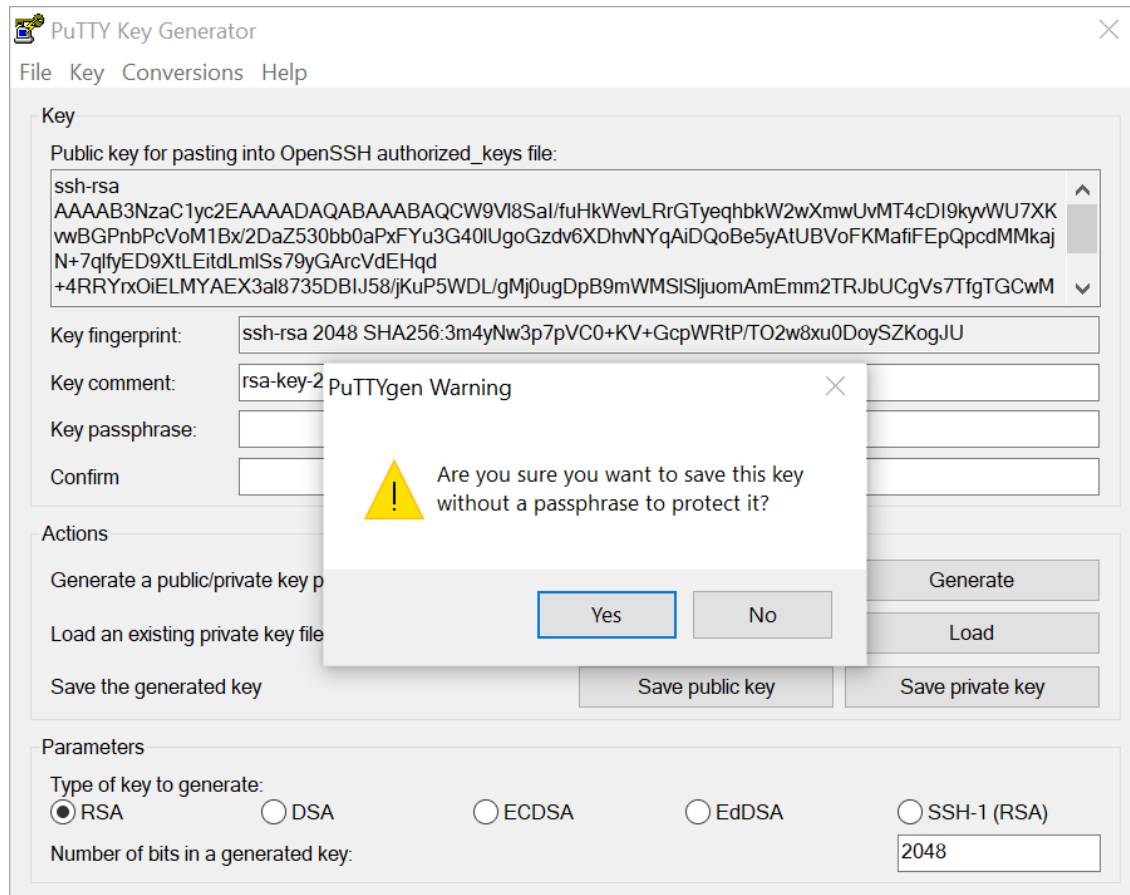 PuTTY Key Generator
File Key Conversions Help
Key
Public key for pasting into OpenSSH authorized_keys file:
ssh-rsa
AAAAB3NzaC1yc2EAAAADAQABAAABAQCW9Vl8SaI/fuHkWevLRrGTyeqhbkW2wXmwUvMT4cDI9kyvWU7XK
vwBGPnbPcVoM1Bx/2DaZ530bb0aPxFYu3G40lUgoGzdv6XDhvNYqAiDQoBe5yAtUBVoFKMafiFEpQpcdMMkaj
N+7qlfyED9XtLEitdLmlSs79yGArcVdEHqd
+4RRYrxOiELMYAEX3al8735DBIJ58/jKuP5WDL/gMj0ugDpB9mWMSlSljuomAmEmm2TRJbUCgVs7TfgTGCwM
Key fingerprint: ssh-rsa 2048 SHA256:3m4yNw3p7pVC0+KV+GcpWRtP/TO2w8xu0DoySZKogJU
Key comment: rsa-key-2
Key passphrase:
Confirm
PuTTYgen Warning
Are you sure you want to save this key
without a passphrase to protect it?
Yes No
Actions
Generate a public/private key p
Generate
Load an existing private key file
Load
Save the generated key Save public key Save private key
Parameters
Type of key to generate:
RSA DSA ECDSA EdDSA SSH-1 (RSA)
Number of bits in a generated key: 2048